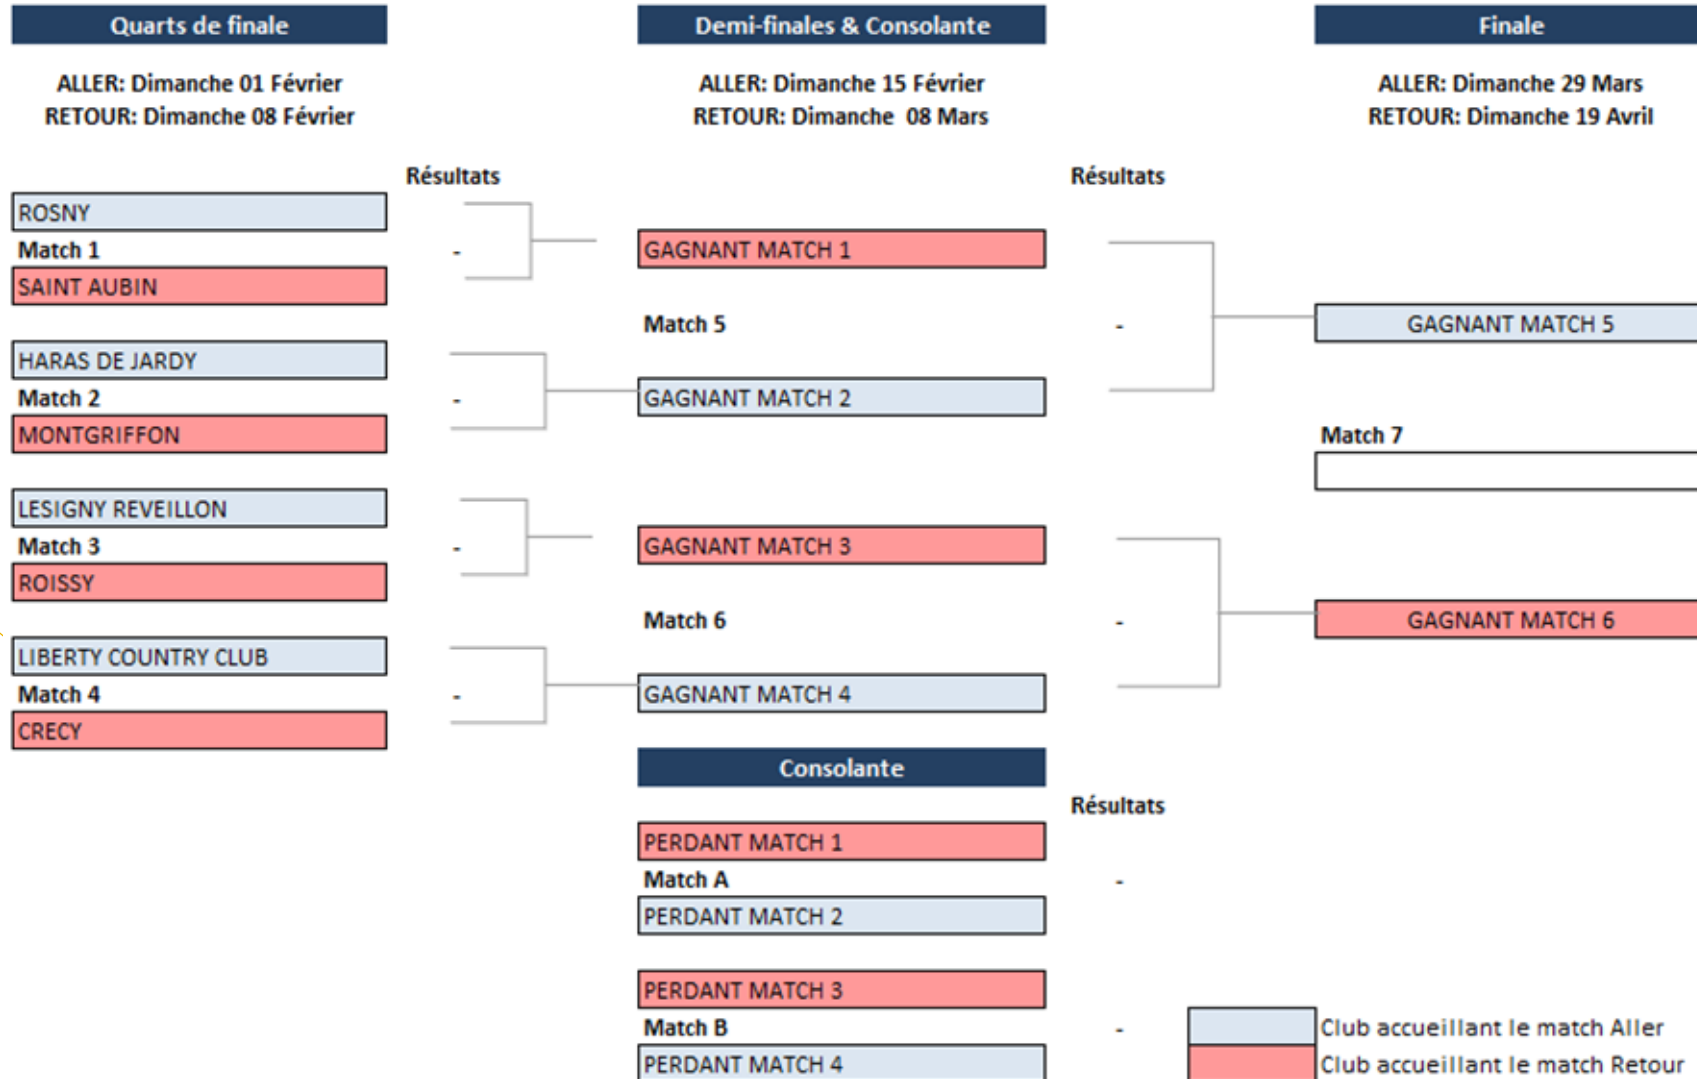 Quarts de finale
Demi-finales & Consolante
Finale
ALLER: Dimanche 01 Février
RETOUR: Dimanche 08 Février
ALLER: Dimanche 15 Février
RETOUR: Dimanche 08 Mars
ALLER: Dimanche 29 Mars
RETOUR: Dimanche 19 Avril
Résultats
Résultats
ROSNY
Match 1
-
SAINT AUBIN
HARAS DE JARDY
Match 2
-
MONTGRIFFON
LESIGNY REVEILLON
Match 3
-
ROISSY
LIBERTY COUNTRY CLUB
Match 4
-
CRECY
GAGNANT MATCH 1
Match 5
-
GAGNANT MATCH 2
GAGNANT MATCH 3
Match 6
-
GAGNANT MATCH 4
GAGNANT MATCH 5
Match 7
GAGNANT MATCH 6
Consolante
Résultats
PERDANT MATCH 1
Match A
-
PERDANT MATCH 2
PERDANT MATCH 3
Match B
-
PERDANT MATCH 4
Club accueillant le match Aller
Club accueillant le match Retour